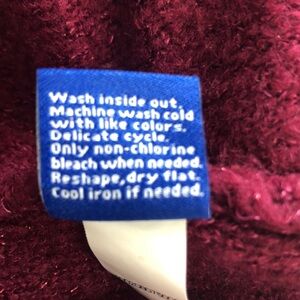 Wash inside out.
Machine wash cold
with like colors.
Delicate cycle.
Only non-chlorine
bleach when needed.
Reshape, dry flat.
Cool iron if needed.